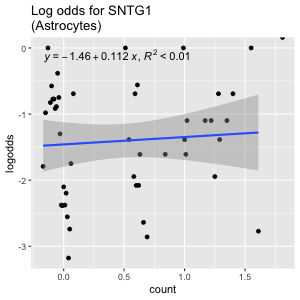 Log odds for SNTG1
(Astrocytes)
y = − 1.46 + 0.112 x, R² < 0.01
0
-1
-2
-3
logodds
0.0 0.5 1.0 1.5
count